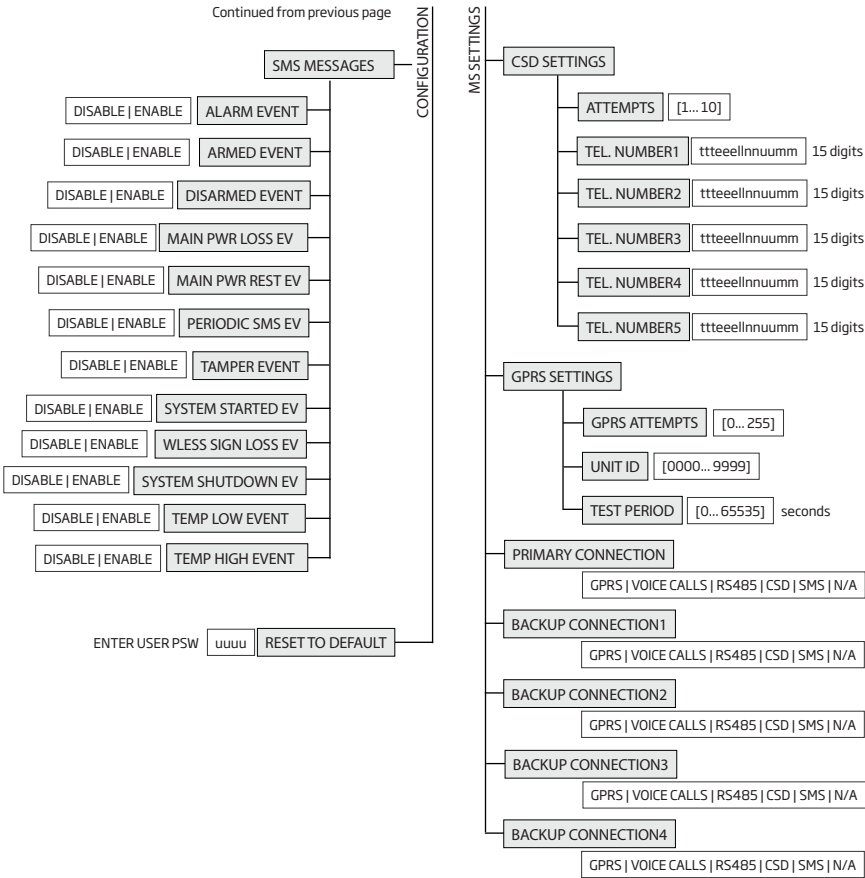 Continued from previous page
CONFIGURATION
SMS MESSAGES
DISABLE | ENABLE ALARM EVENT
DISABLE | ENABLE ARMED EVENT
DISABLE | ENABLE DISARMED EVENT
DISABLE | ENABLE MAIN PWR LOSS EV
DISABLE | ENABLE MAIN PWR REST EV
DISABLE | ENABLE PERIODIC SMS EV
DISABLE | ENABLE TAMPER EVENT
DISABLE | ENABLE SYSTEM STARTED EV
DISABLE | ENABLE WLESS SIGN LOSS EV
DISABLE | ENABLE SYSTEM SHUTDOWN EV
DISABLE | ENABLE TEMP LOW EVENT
DISABLE | ENABLE TEMP HIGH EVENT
ENTER USER PSW uuuu RESET TO DEFAULT
MS SETTINGS
CSD SETTINGS
ATTEMPTS [1... 10]
TEL. NUMBER1 ttteeellnnuumm 15 digits
TEL. NUMBER2 ttteeellnnuumm 15 digits
TEL. NUMBER3 ttteeellnnuumm 15 digits
TEL. NUMBER4 ttteeellnnuumm 15 digits
TEL. NUMBER5 ttteeellnnuumm 15 digits
GPRS SETTINGS
GPRS ATTEMPTS [0... 255]
UNIT ID [0000... 9999]
TEST PERIOD [0... 65535] seconds
PRIMARY CONNECTION
GPRS | VOICE CALLS | RS485 | CSD | SMS | N/A
BACKUP CONNECTION1
GPRS | VOICE CALLS | RS485 | CSD | SMS | N/A
BACKUP CONNECTION2
GPRS | VOICE CALLS | RS485 | CSD | SMS | N/A
BACKUP CONNECTION3
GPRS | VOICE CALLS | RS485 | CSD | SMS | N/A
BACKUP CONNECTION4
GPRS | VOICE CALLS | RS485 | CSD | SMS | N/A